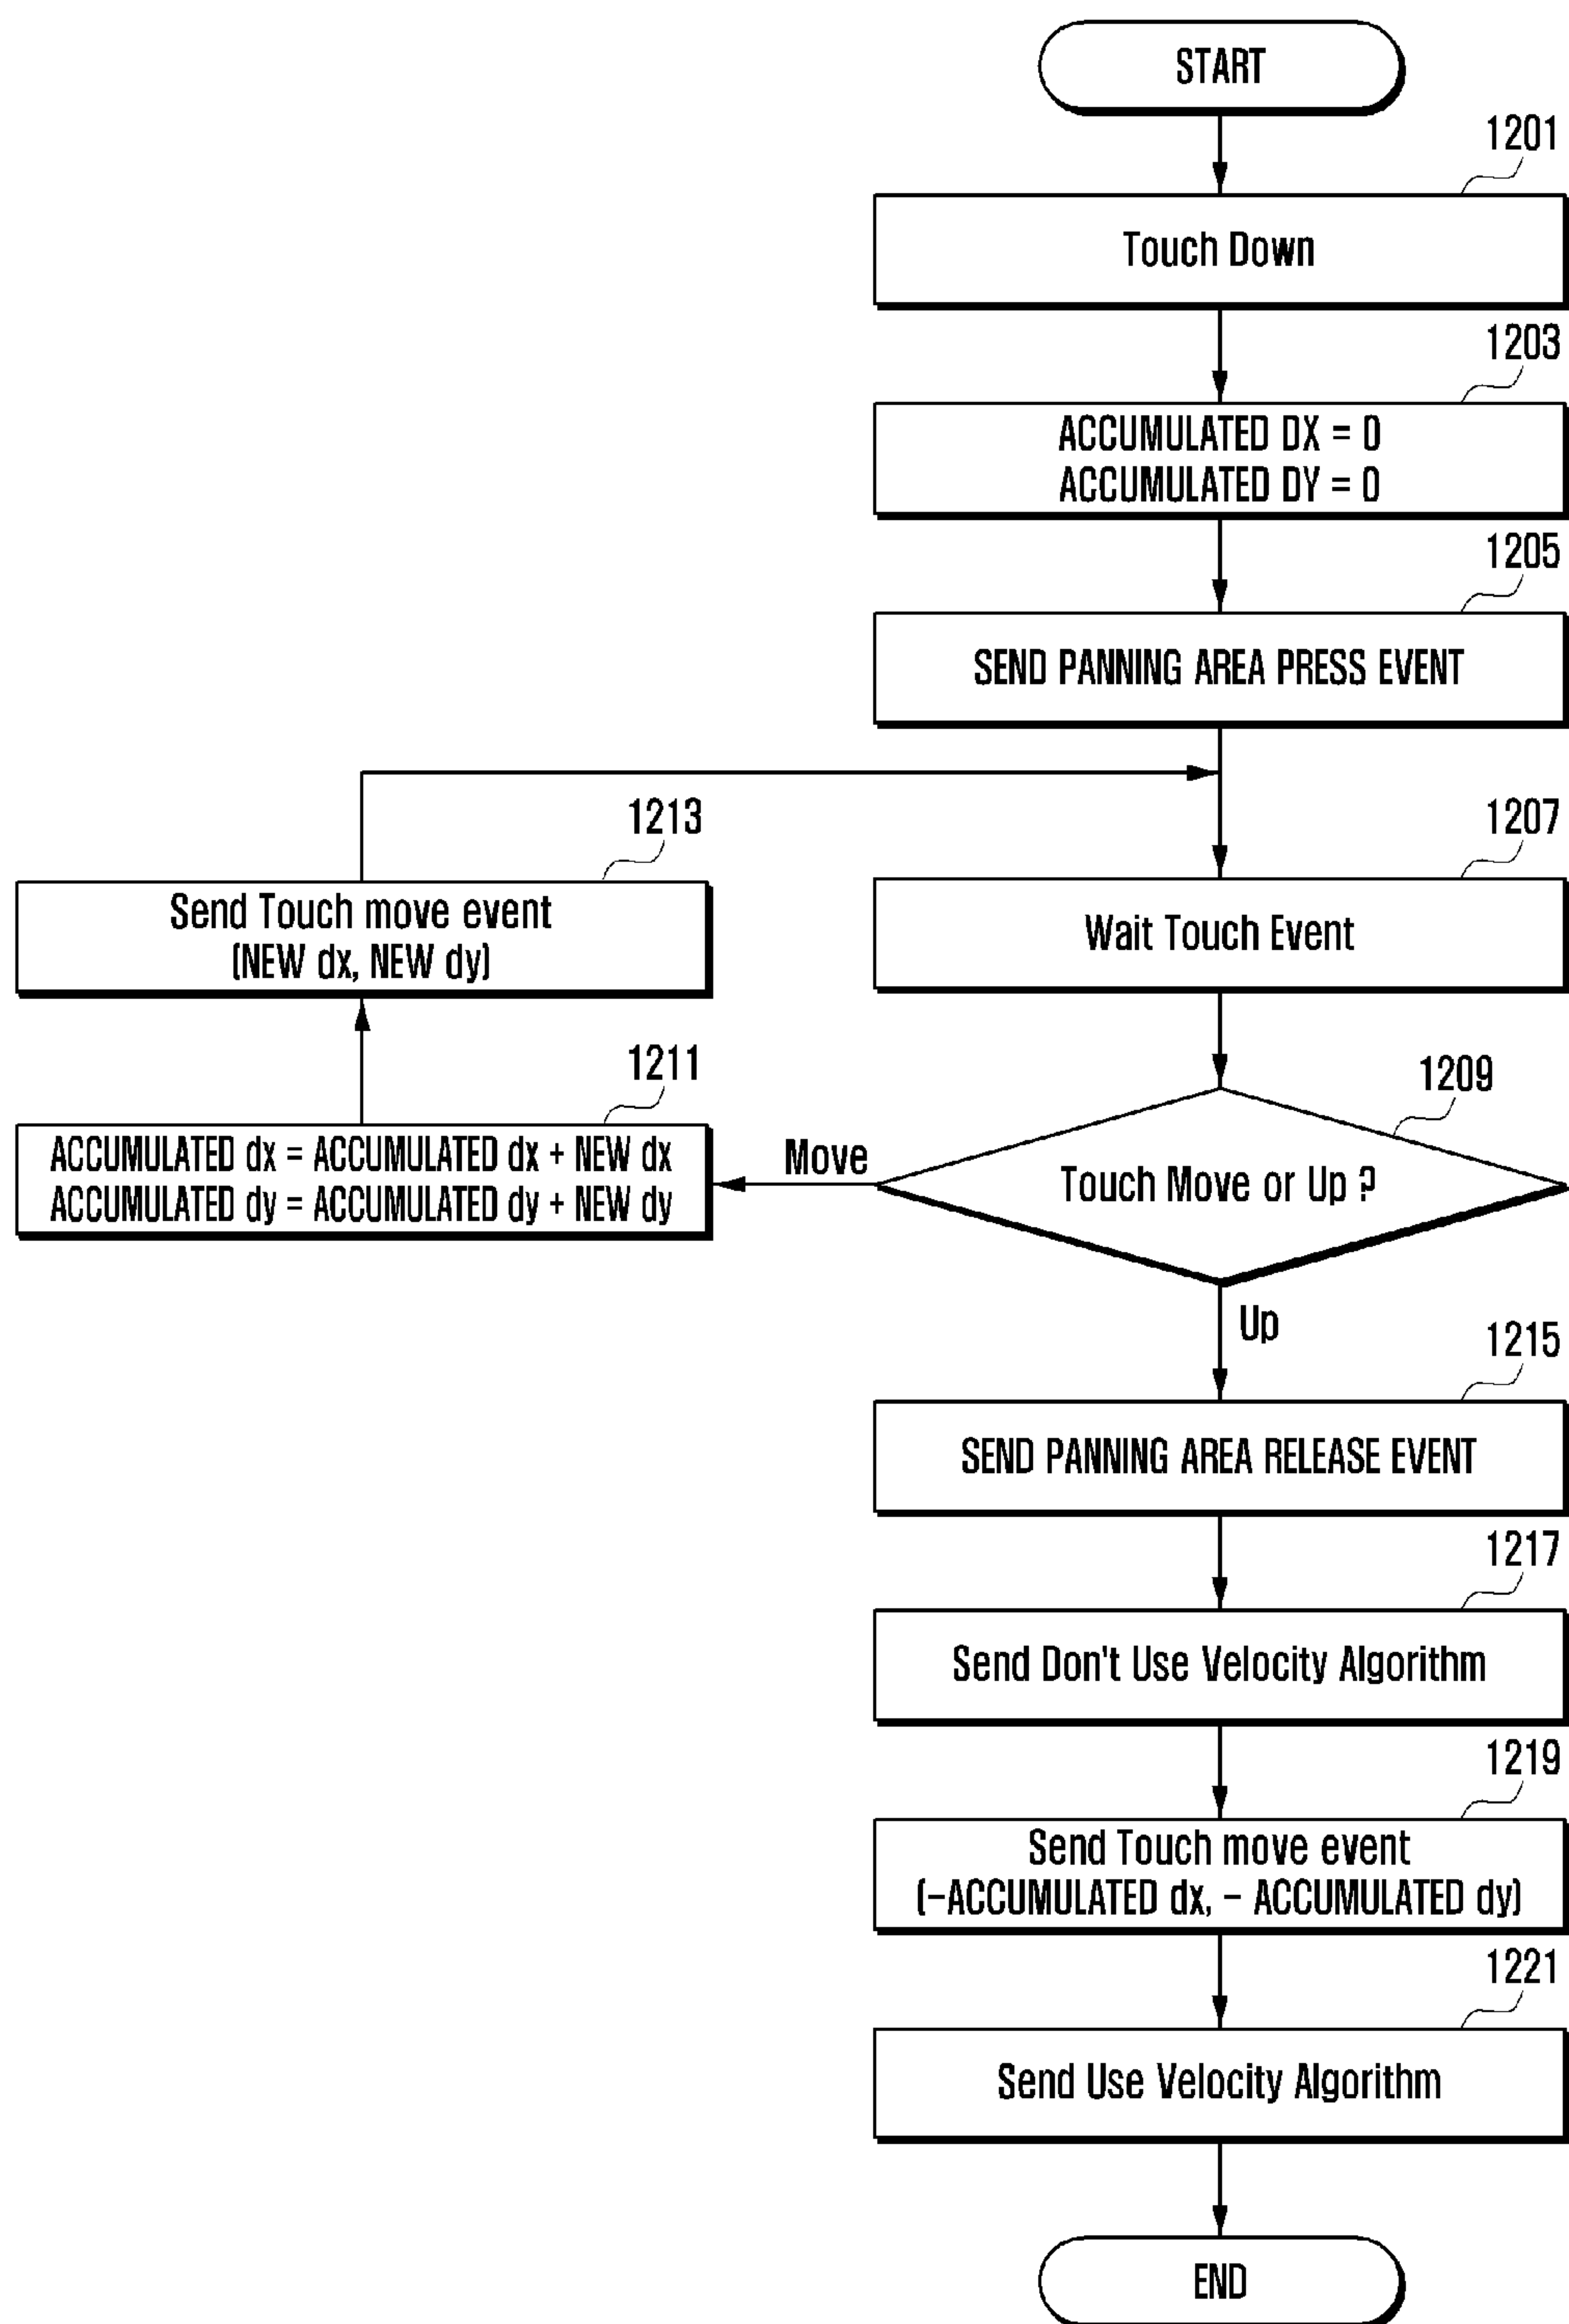 START
1201
Touch Down
1203
ACCUMULATED DX = 0
ACCUMULATED DY = 0
1205
SEND PANNING AREA PRESS EVENT
1213
Send Touch move event
(NEW dx, NEW dy)
1207
Wait Touch Event
1211
ACCUMULATED dx = ACCUMULATED dx + NEW dx
ACCUMULATED dy = ACCUMULATED dy + NEW dy
Move
1209
Touch Move or Up ?
Up
1215
SEND PANNING AREA RELEASE EVENT
1217
Send Don't Use Velocity Algorithm
1219
Send Touch move event
(−ACCUMULATED dx, − ACCUMULATED dy)
1221
Send Use Velocity Algorithm
END